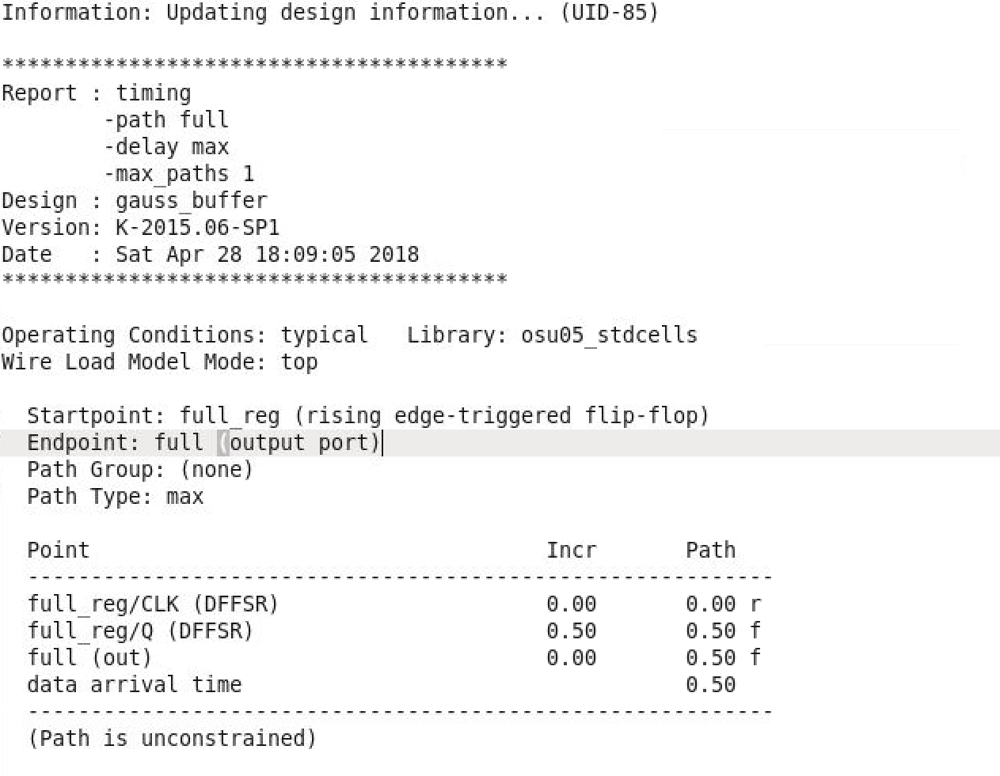 Information: Updating design information... (UID-85)
****************************************
Report : timing
-path full
-delay max
-max_paths 1
Design : gauss_buffer
Version: K-2015.06-SP1
Date   : Sat Apr 28 18:09:05 2018
****************************************
Operating Conditions: typical   Library: osu05_stdcells
Wire Load Model Mode: top
Startpoint: full_reg (rising edge-triggered flip-flop)
Endpoint: full (output port)
Path Group: (none)
Path Type: max
Point                                    Incr       Path
-----------------------------------------------------------
full_reg/CLK (DFFSR)                     0.00       0.00 r
full_reg/Q (DFFSR)                       0.50       0.50 f
full (out)                               0.00       0.50 f
data arrival time                                   0.50
-----------------------------------------------------------
(Path is unconstrained)